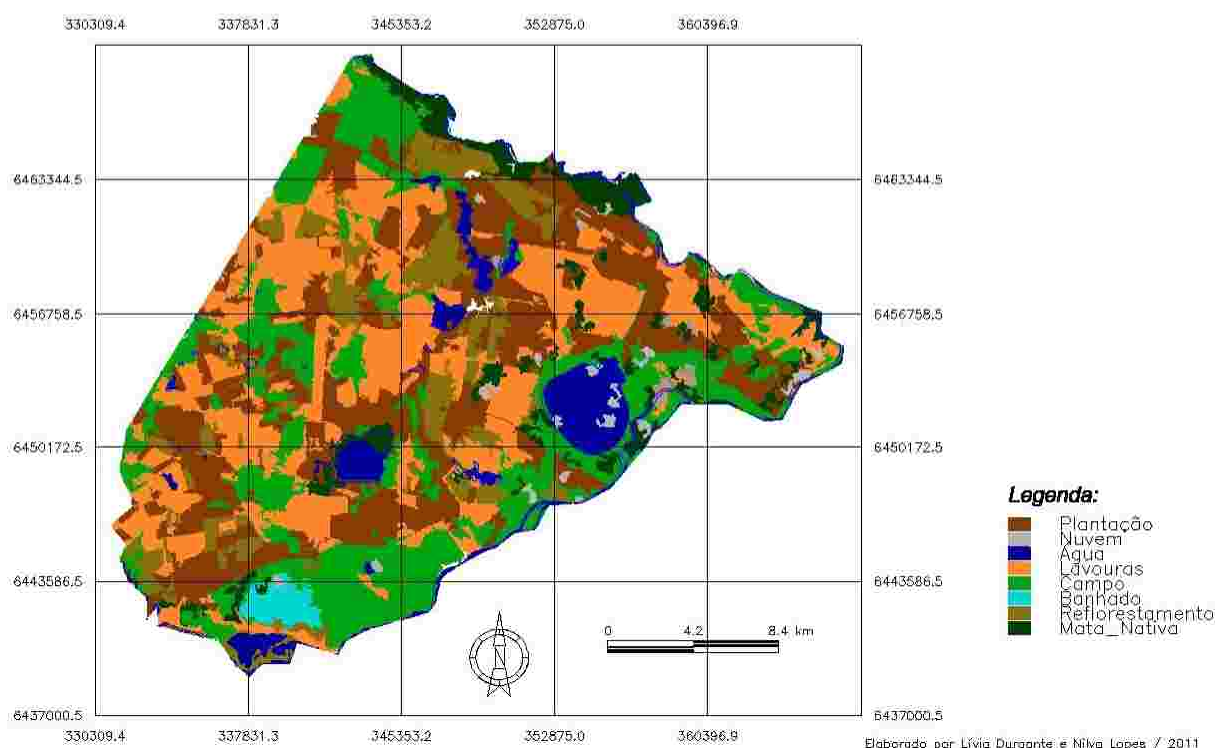 330309.4 337831.3 345353.2 352875.0 360396.9
6463344.5 6463344.5
6456758.5 6456758.5
6450172.5 6450172.5
Legenda:
Plantação
Nuvem
Agua
Lavouras
Campo
Banhado
Reflorestamento
Mata_Nativa
6443586.5 6443586.5
0 4.2 8.4 km
N
6437000.5 6437000.5
330309.4 337831.3 345353.2 352875.0 360396.9
Elaborado por Lívia Durgante e Nilva Lopes / 2011